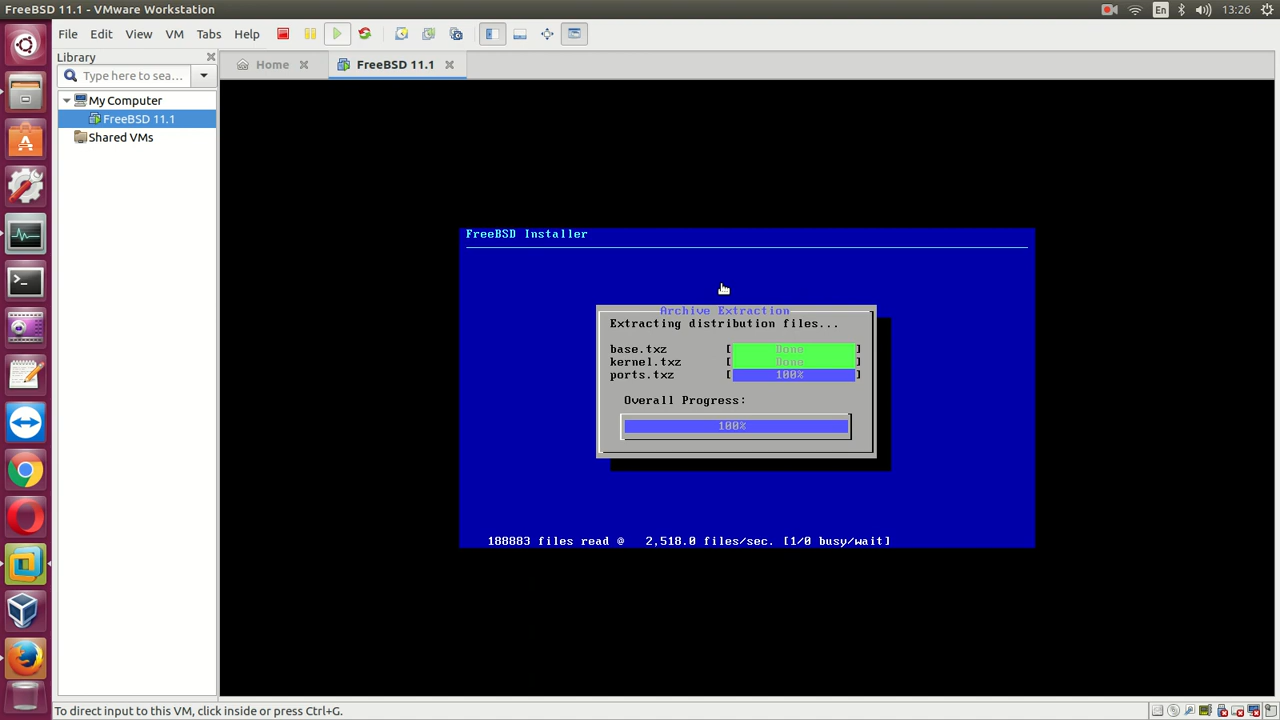 FreeBSD 11.1 - VMware Workstation
En
13:26
File Edit View VM Tabs Help
Library
Type here to sea...
My Computer
FreeBSD 11.1
Shared VMs
Home
FreeBSD 11.1
FreeBSD Installer
Archive Extraction
Extracting distribution files...
base.txz [ Done ]
kernel.txz [ Done ]
ports.txz [ 100% ]
Overall Progress:
100%
188883 files read @ 2,518.0 files/sec. [1/0 busy/wait]
To direct input to this VM, click inside or press Ctrl+G.